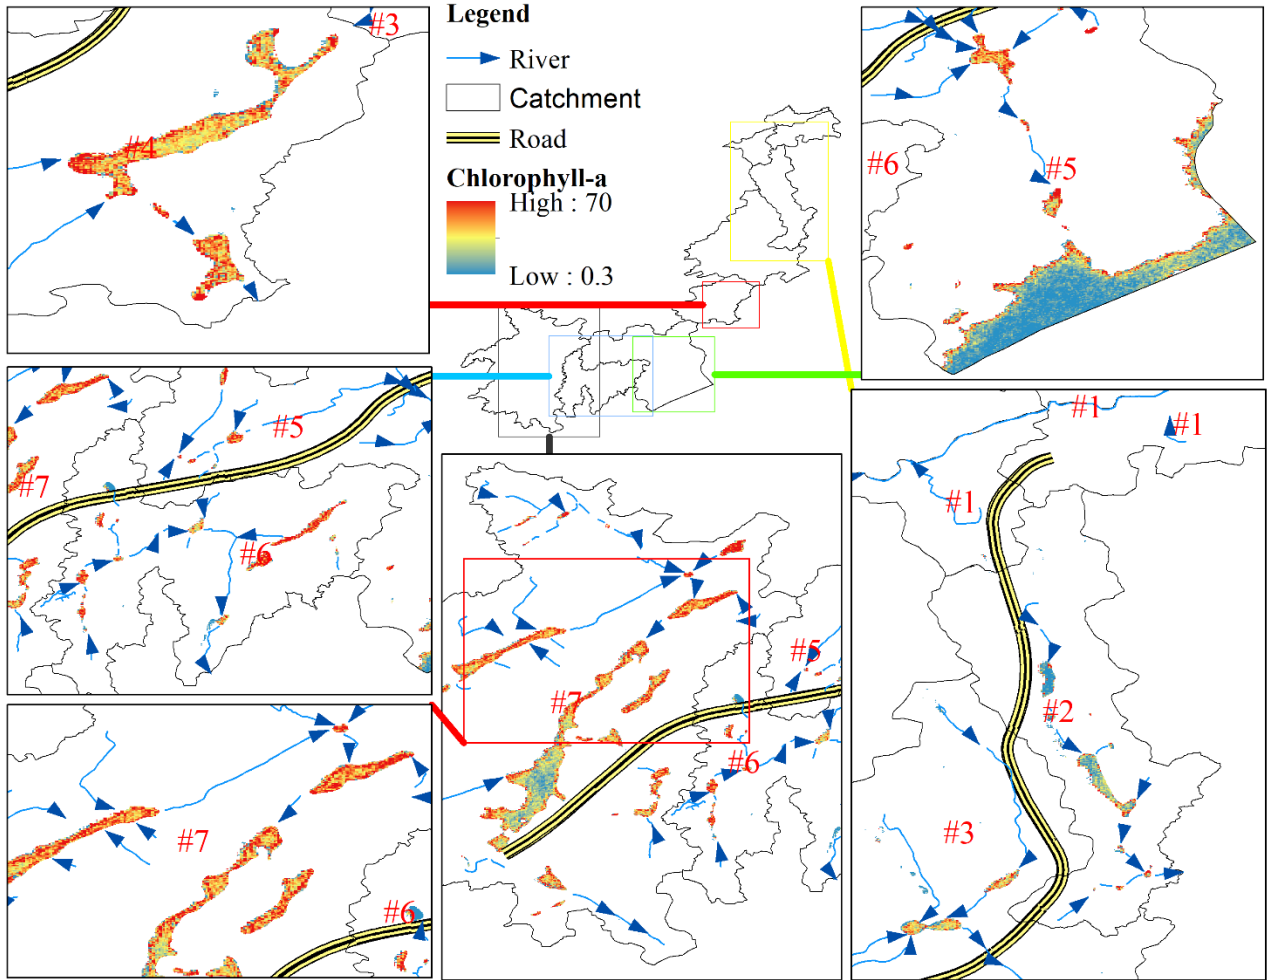 Legend
River
Catchment
Road
Chlorophyll-a
High : 70
Low : 0.3
#3
#4
#6
#5
#5
#7
#6
#7
#6
#5
#7
#6
#1
#1
#1
#2
#3